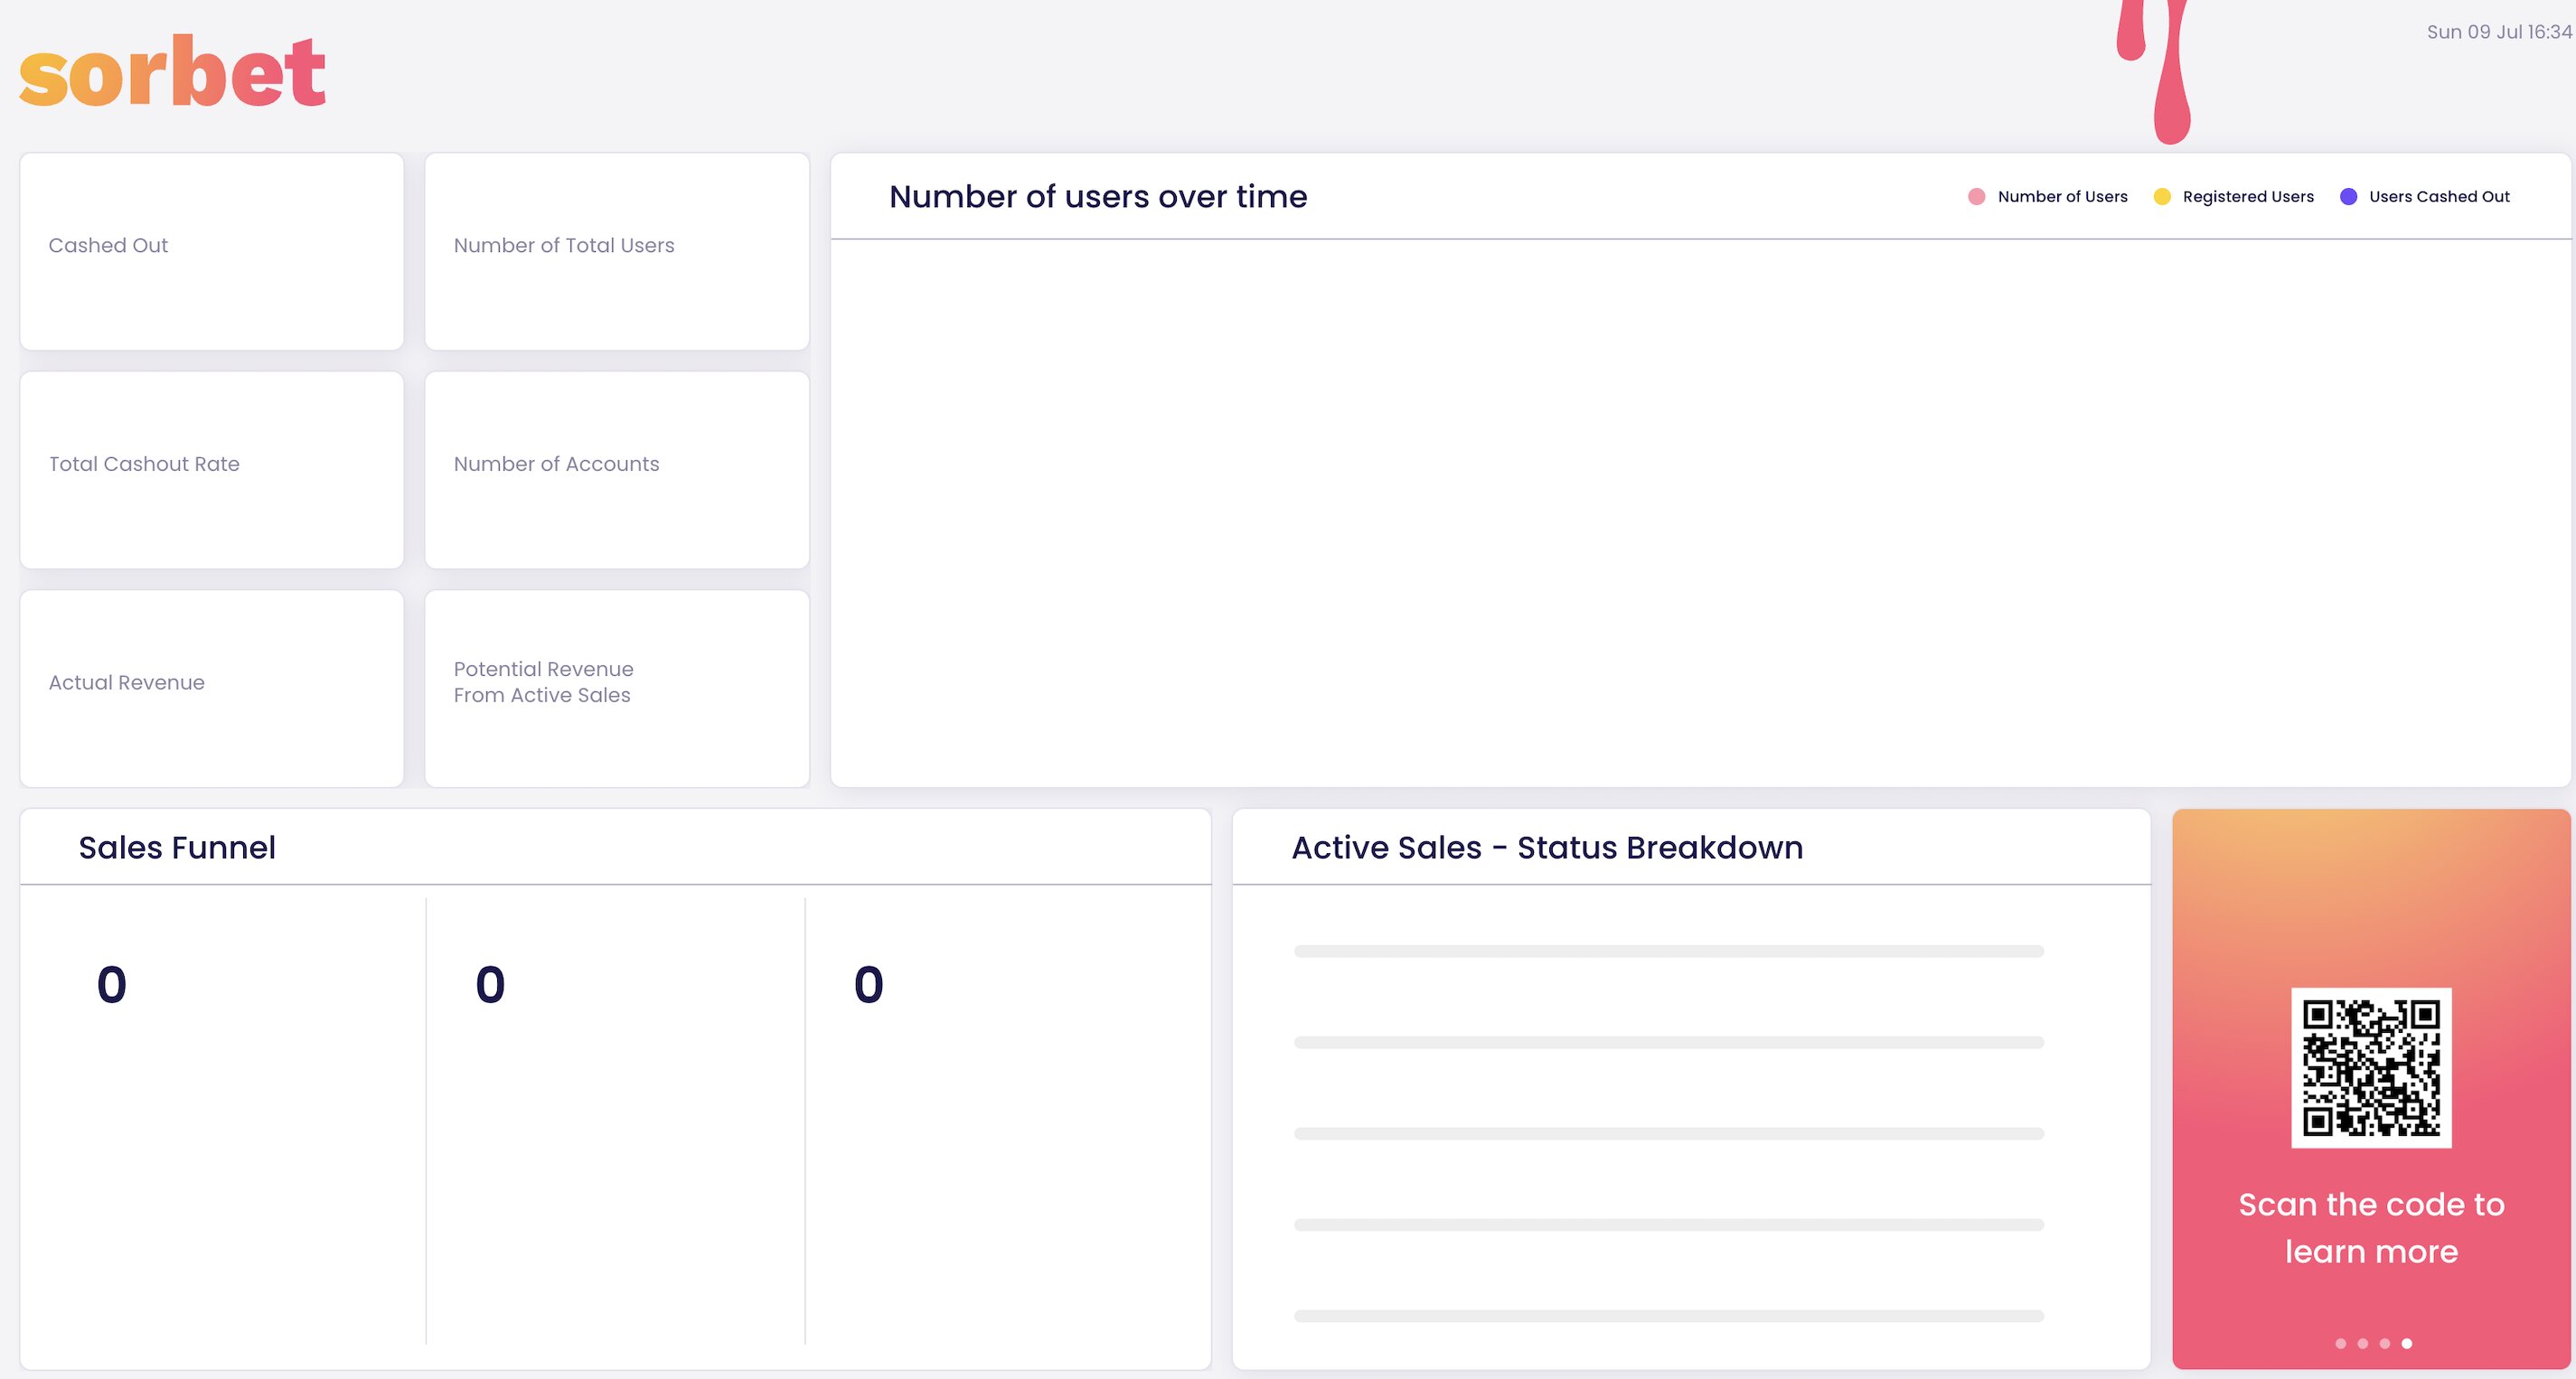 sorbet
Sun 09 Jul 16:34
Cashed Out
Number of Total Users
Total Cashout Rate
Number of Accounts
Actual Revenue
Potential Revenue
From Active Sales
Number of users over time
Number of Users
Registered Users
Users Cashed Out
Sales Funnel
0
0
0
Active Sales - Status Breakdown
Scan the code to
learn more